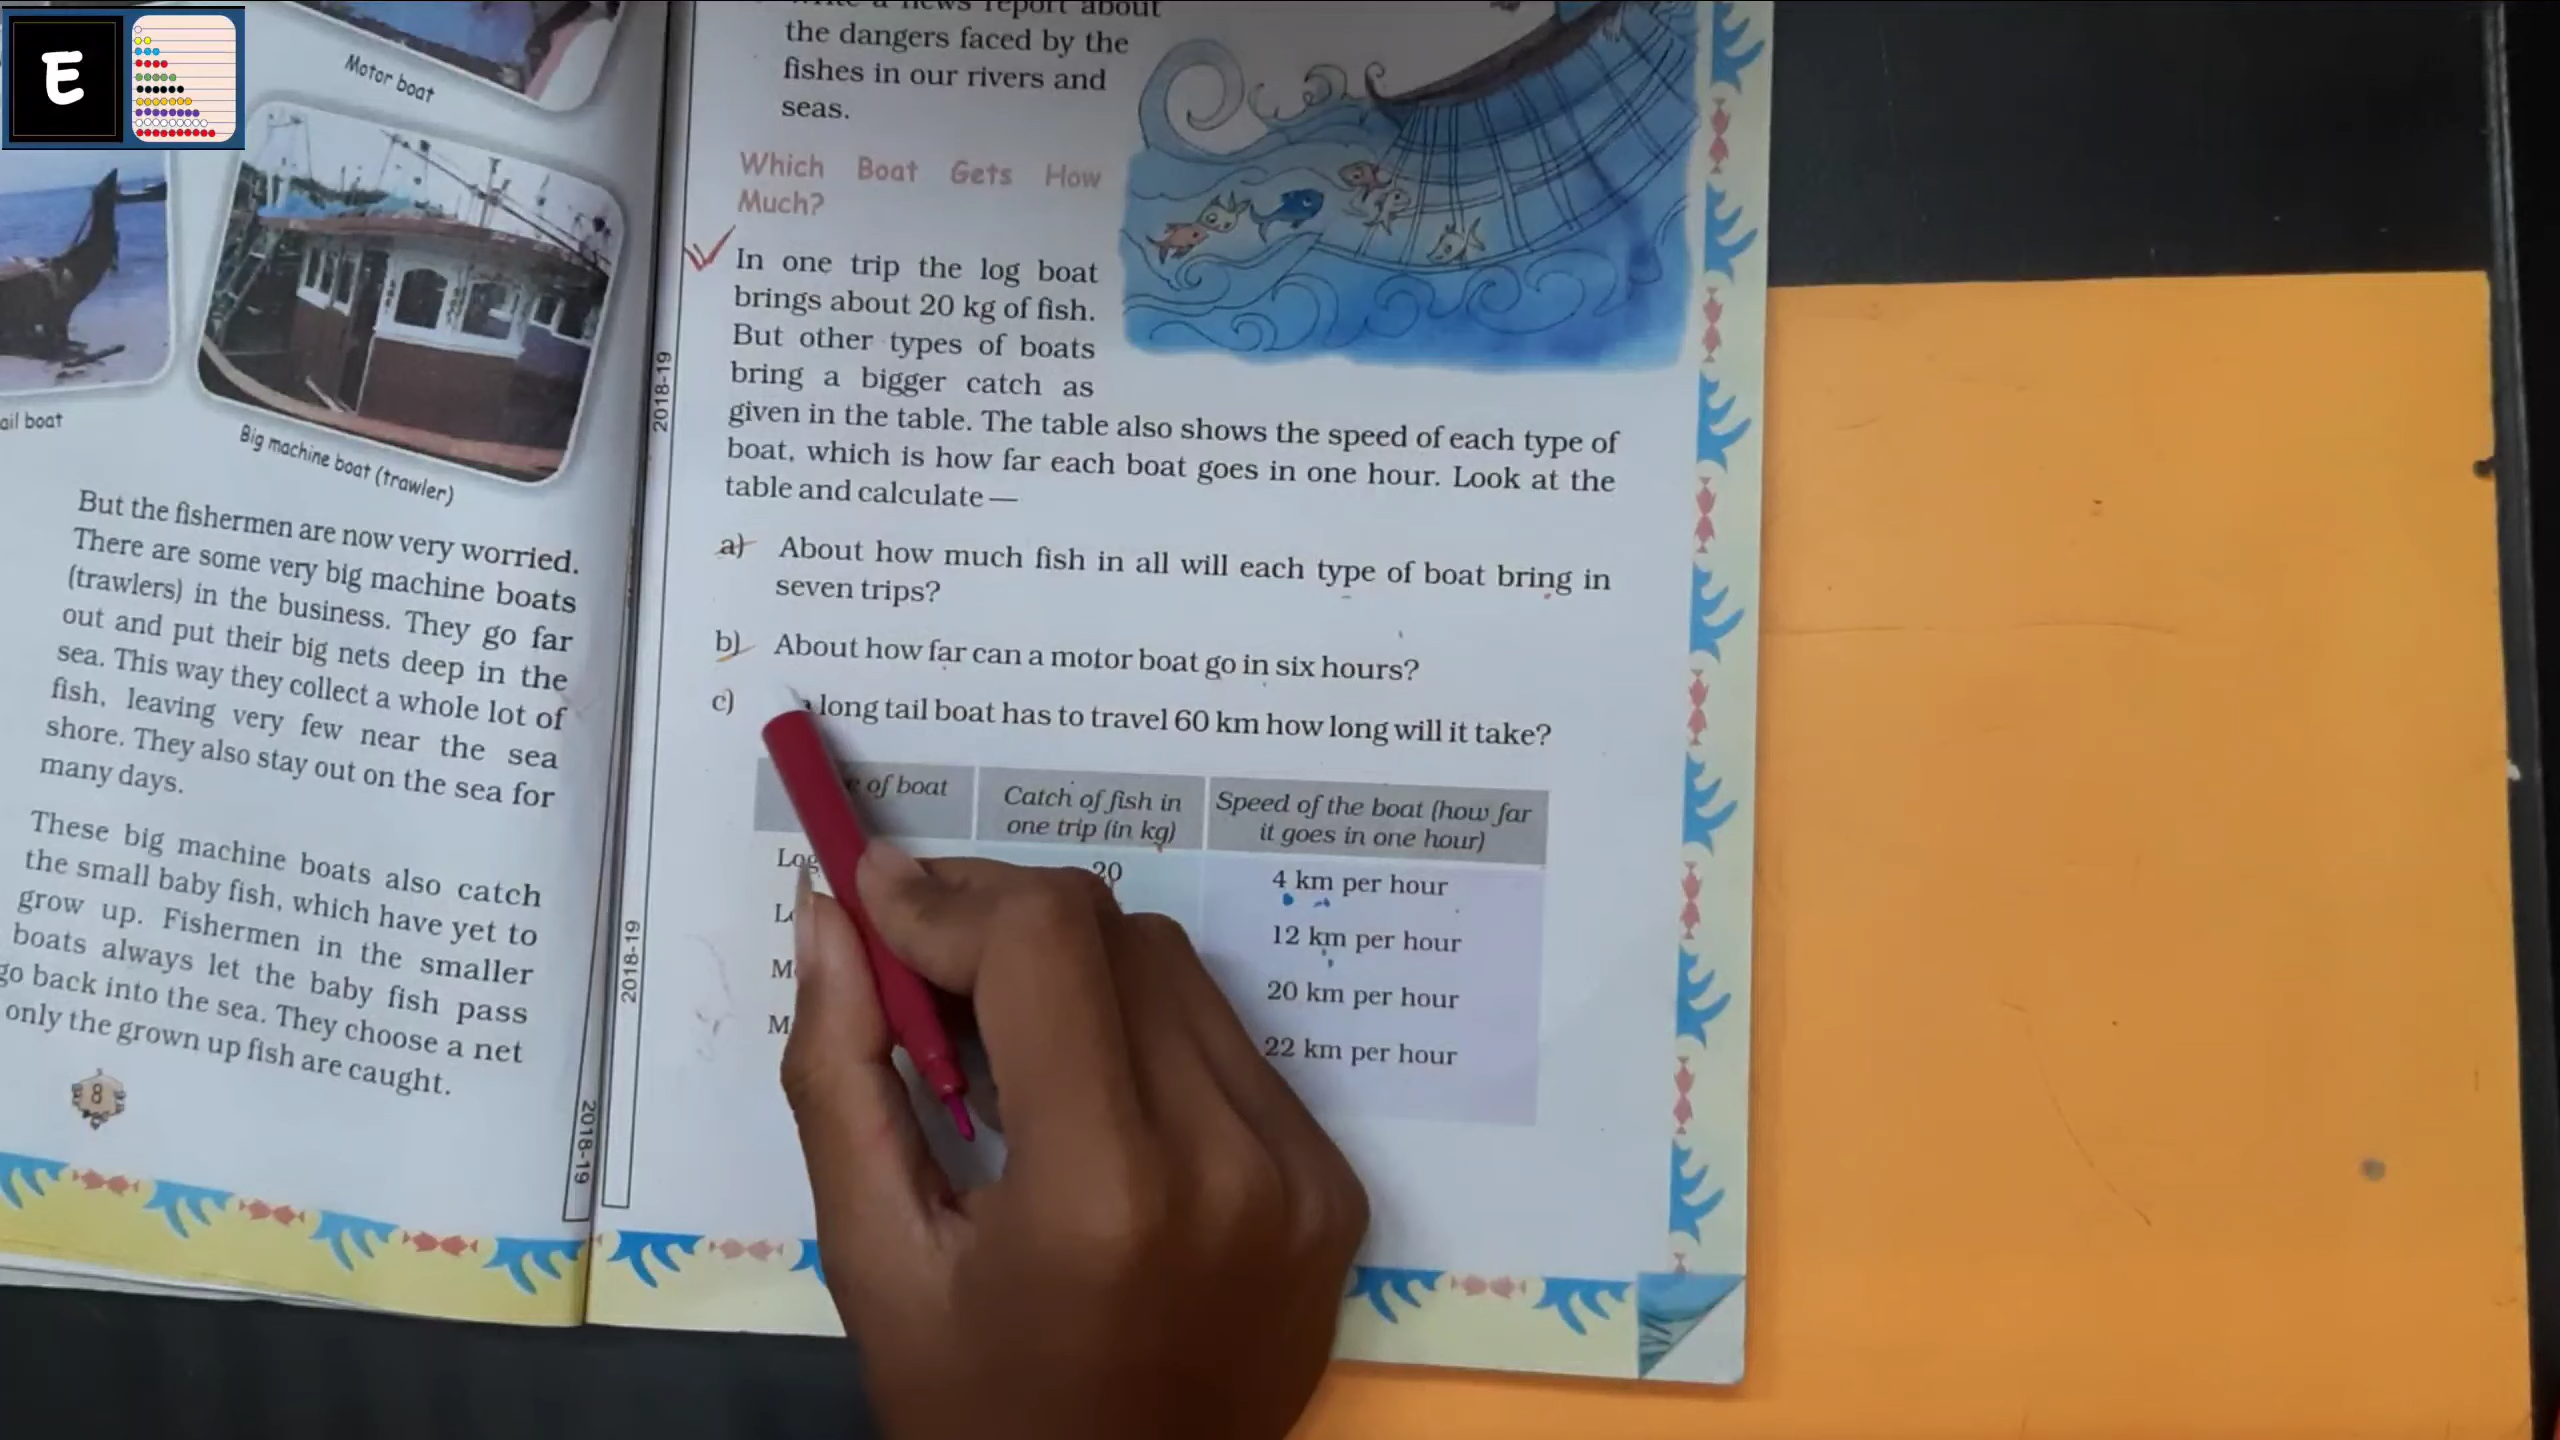 E
Motor boat
ail boat
Big machine boat (trawler)
But the fishermen are now very worried.
There are some very big machine boats
(trawlers) in the business. They go far
out and put their big nets deep in the
sea. This way they collect a whole lot of
fish, leaving very few near the sea
shore. They also stay out on the sea for
many days.
These big machine boats also catch
the small baby fish, which have yet to
grow up. Fishermen in the smaller
boats always let the baby fish pass
go back into the sea. They choose a net
only the grown up fish are caught.
8
2018-19
2018-19
2018-19
a news report about
the dangers faced by the
fishes in our rivers and
seas.
Which Boat Gets How
Much?
In one trip the log boat
brings about 20 kg of fish.
But other types of boats
bring a bigger catch as
given in the table. The table also shows the speed of each type of
boat, which is how far each boat goes in one hour. Look at the
table and calculate —
a) About how much fish in all will each type of boat bring in
seven trips?
b) About how far can a motor boat go in six hours?
c) long tail boat has to travel 60 km how long will it take?
of boat Catch of fish in one trip (in kg) Speed of the boat (how far it goes in one hour)
Log 20 4 km per hour
12 km per hour
20 km per hour
22 km per hour